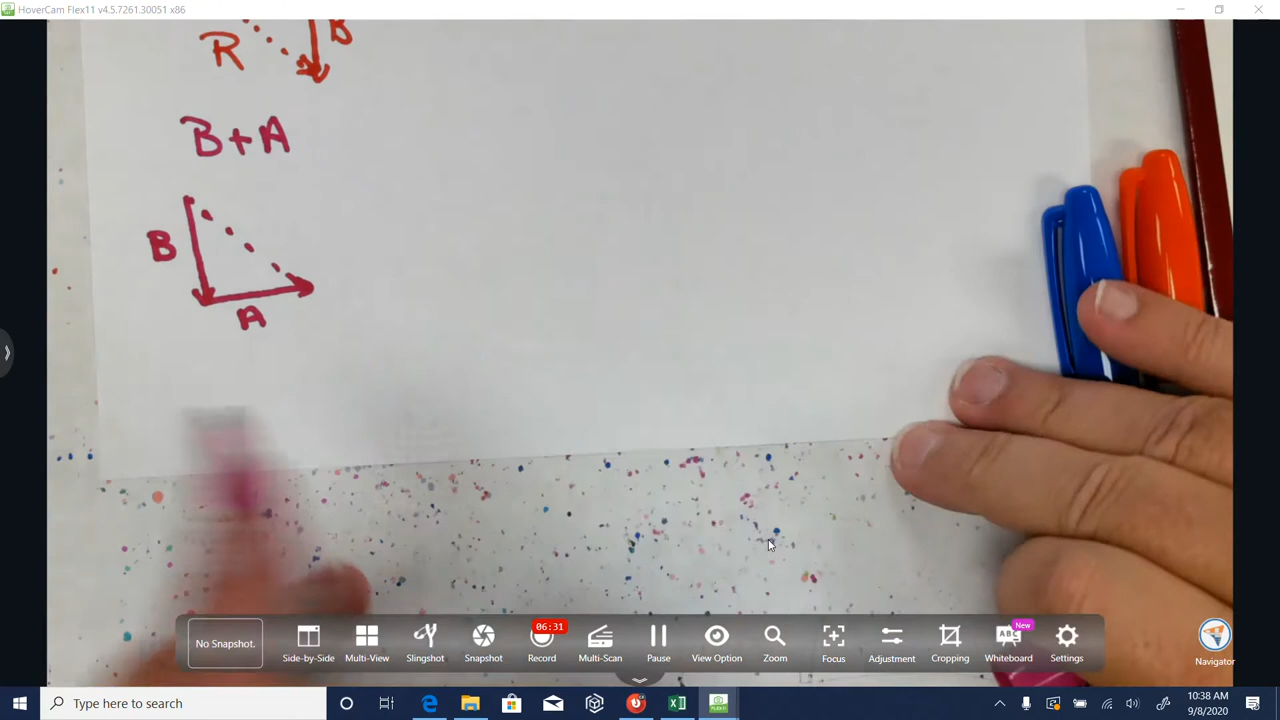 HoverCam Flex11 v4.5.7261.30051 x86
R B
B+A
B
A
No Snapshot.
06:31
New
ABC
Side-by-Side Multi-View Slingshot Snapshot Record Multi-Scan Pause View Option Zoom Focus Adjustment Cropping Whiteboard Settings
Navigator
FLEX11
Type here to search
10:38 AM
9/8/2020